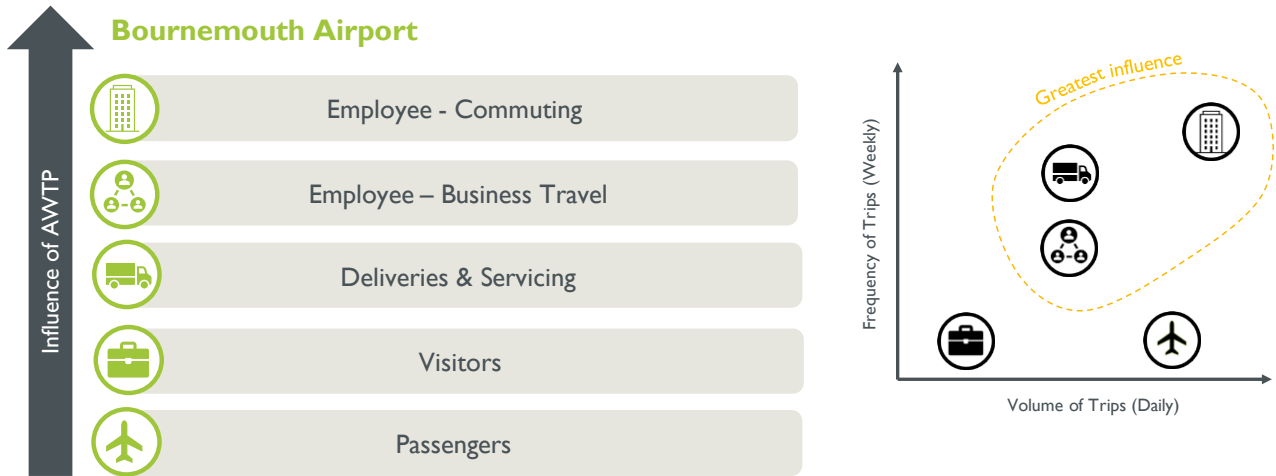 Bournemouth Airport
Influence of AWTP
Employee - Commuting
Employee – Business Travel
Deliveries & Servicing
Visitors
Passengers
Greatest influence
Frequency of Trips (Weekly)
Volume of Trips (Daily)